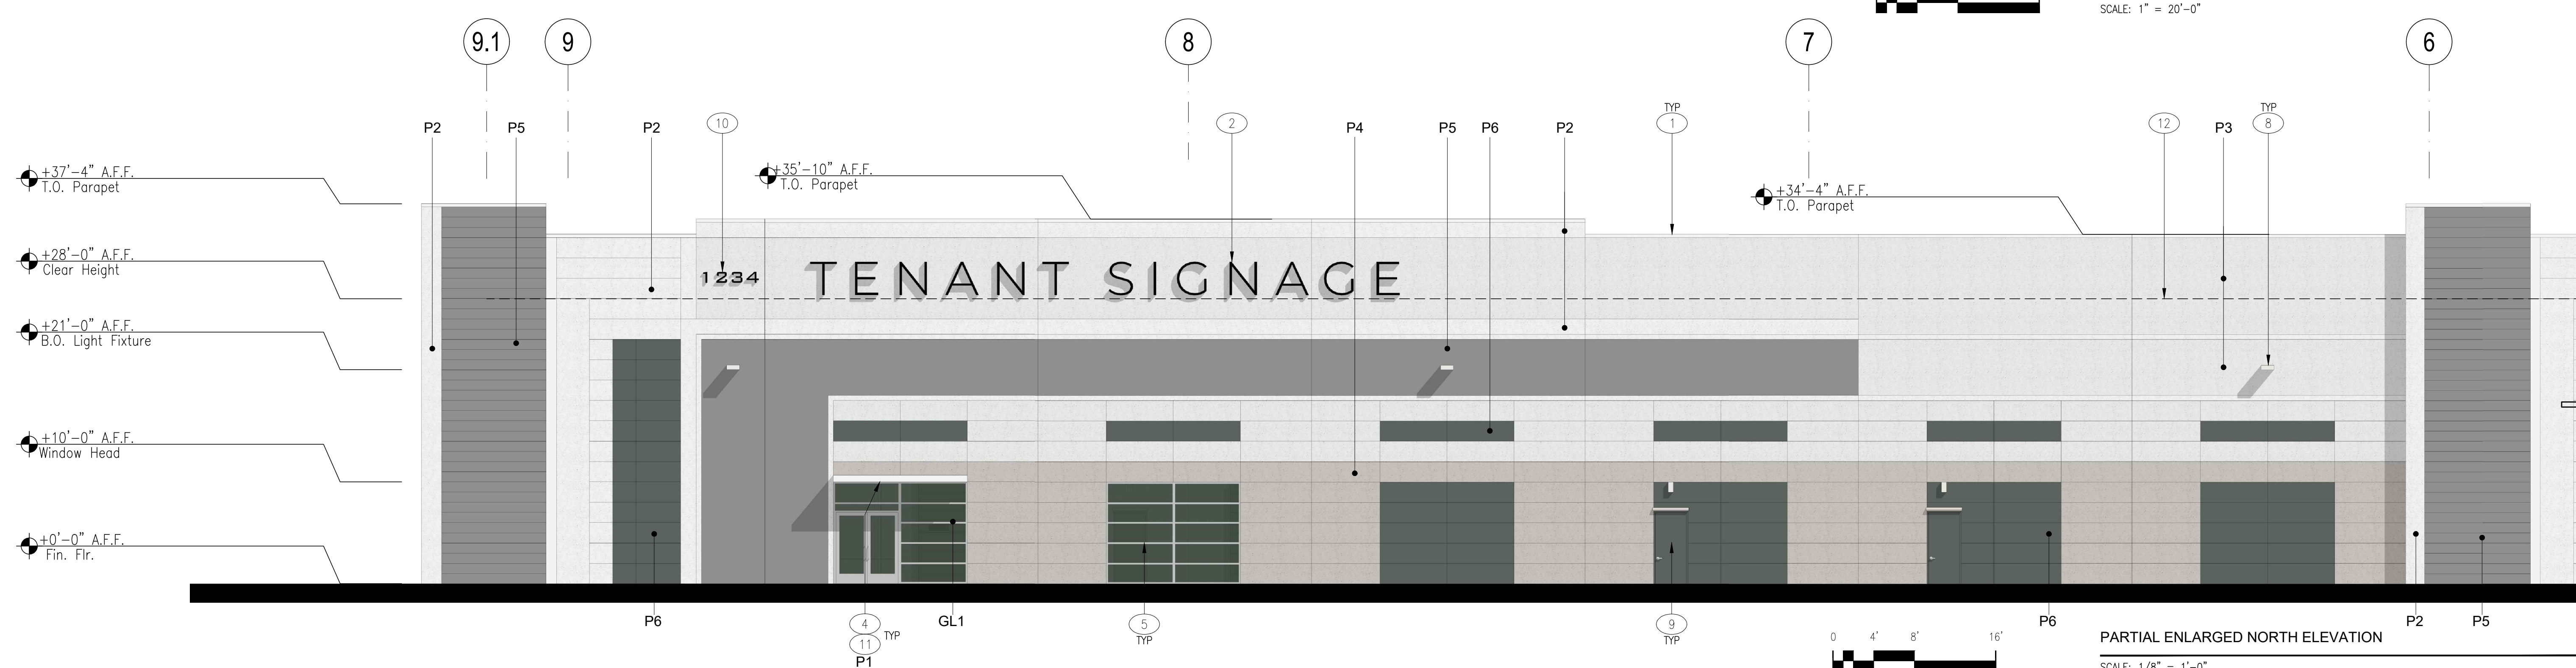 SCALE: 1" = 20'-0"
9.1
9
8
7
6
P2
P5
P2
10
2
P4
P5
P6
P2
TYP
1
12
P3
TYP
8
+37'-4" A.F.F.
T.O. Parapet
+35'-10" A.F.F.
T.O. Parapet
+34'-4" A.F.F.
T.O. Parapet
+28'-0" A.F.F.
Clear Height
1234
TENANT SIGNAGE
+21'-0" A.F.F.
B.O. Light Fixture
+10'-0" A.F.F.
Window Head
+0'-0" A.F.F.
Fin. Flr.
P6
4
11
TYP
P1
GL1
5
TYP
9
TYP
P6
P2
P5
0 4' 8' 16'
PARTIAL ENLARGED NORTH ELEVATION
SCALE: 1/8" = 1'-0"